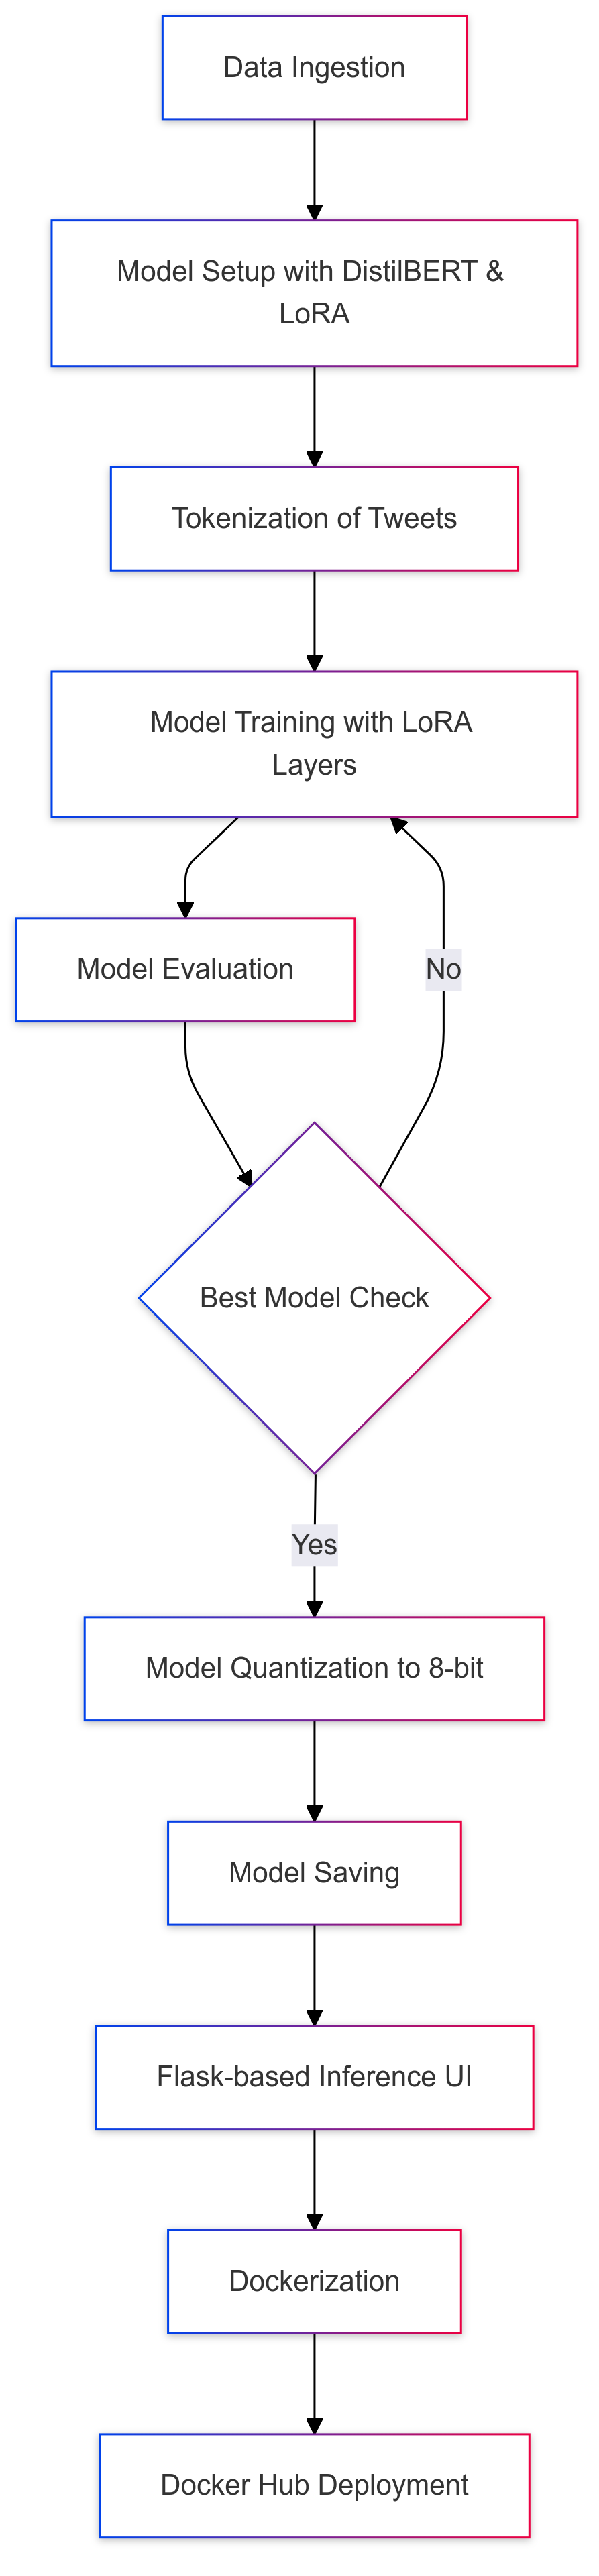 Data Ingestion
Model Setup with DistilBERT &
LoRA
Tokenization of Tweets
Model Training with LoRA
Layers
Model Evaluation
No
Best Model Check
Yes
Model Quantization to 8-bit
Model Saving
Flask-based Inference UI
Dockerization
Docker Hub Deployment